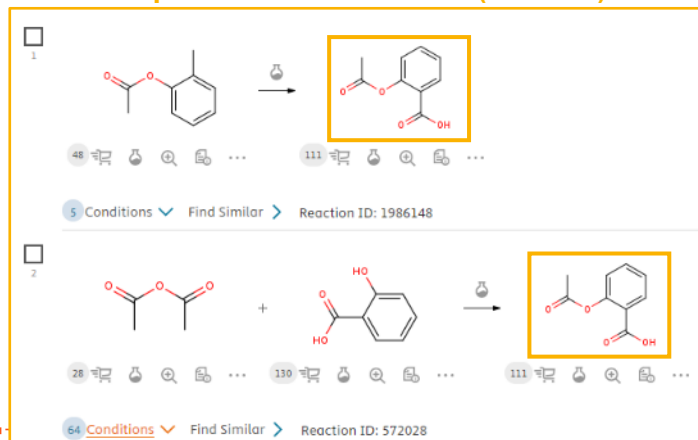 1
O
O
O
O
O
OH
48 ... 111 ...
5 Conditions Find Similar Reaction ID: 1986148
2
O O O
+
HO
O
HO
O
O
O
OH
28 ... 130 ... 111 ...
64 Conditions Find Similar Reaction ID: 572028